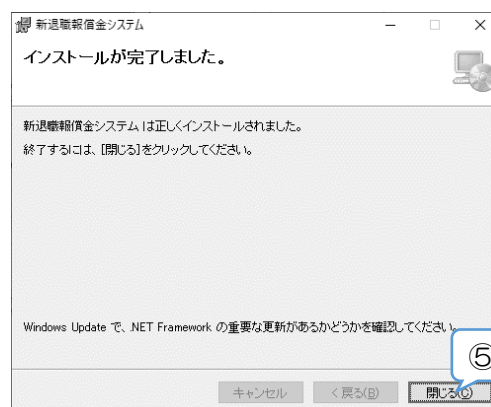 新退職報償金システム
インストールが完了しました。
新退職報償金システム は正しくインストールされました。
終了するには、[閉じる]をクリックしてください。
Windows Update で、.NET Framework の重要な更新があるかどうかを確認してください。
⑤
キャンセル
< 戻る(B)
閉じる(C)